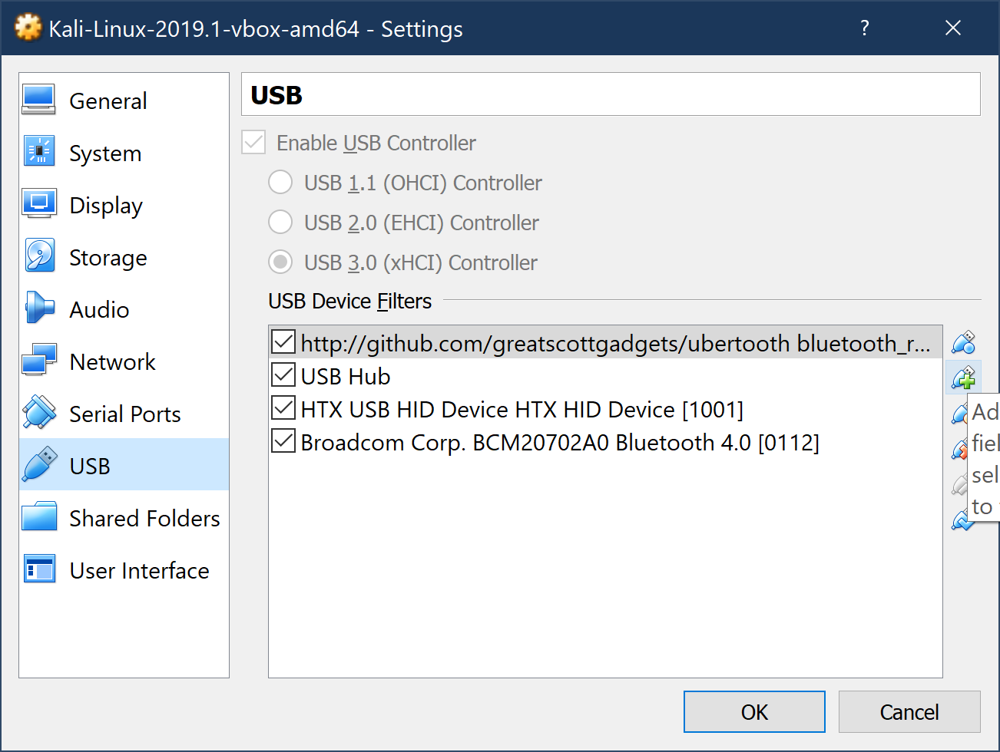 Kali-Linux-2019.1-vbox-amd64 - Settings
?
General
System
Display
Storage
Audio
Network
Serial Ports
USB
Shared Folders
User Interface
USB
Enable USB Controller
USB 1.1 (OHCI) Controller
USB 2.0 (EHCI) Controller
USB 3.0 (xHCI) Controller
USB Device Filters
http://github.com/greatscottgadgets/ubertooth bluetooth_r...
USB Hub
HTX USB HID Device HTX HID Device [1001]
Broadcom Corp. BCM20702A0 Bluetooth 4.0 [0112]
Ad
fiel
sel
to
OK
Cancel